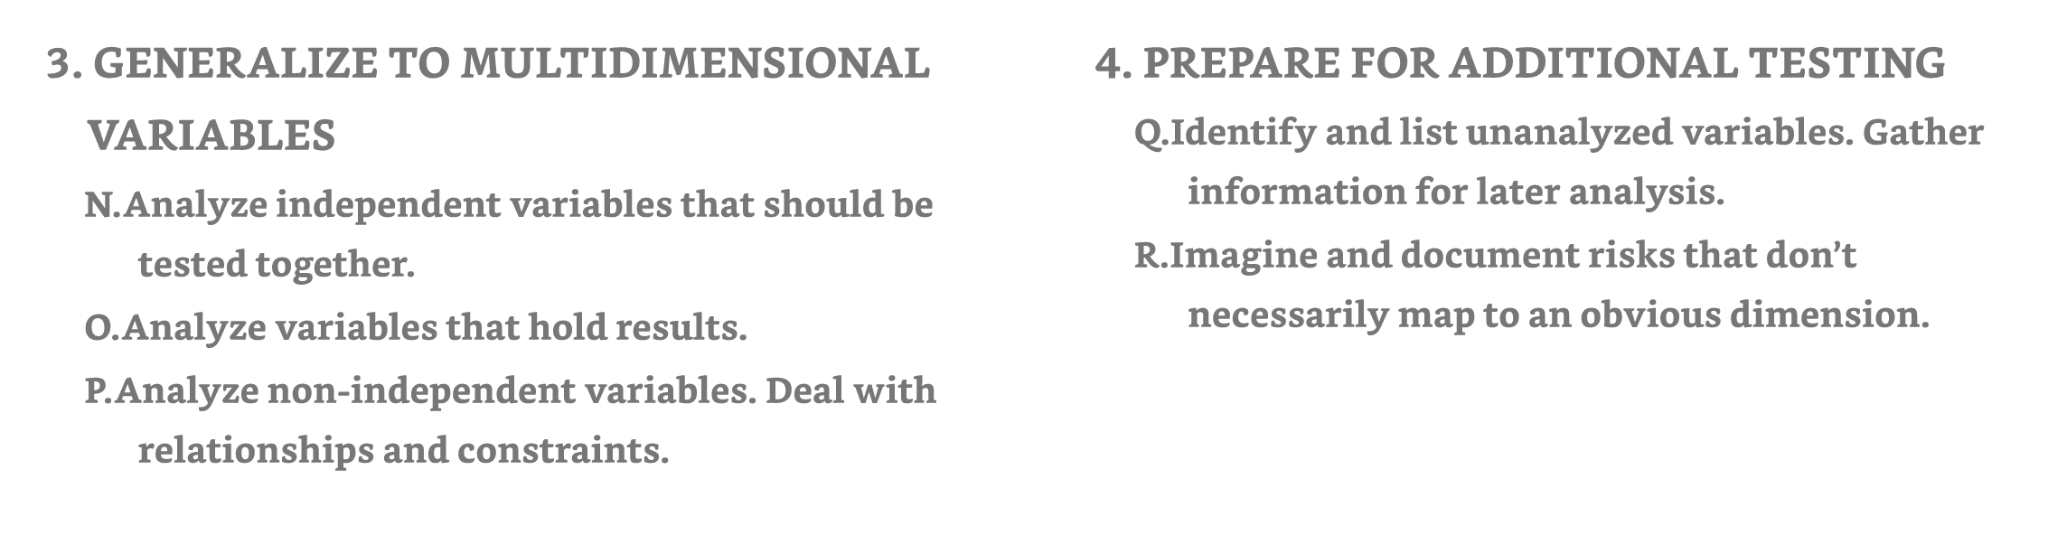 3. GENERALIZE TO MULTIDIMENSIONAL
VARIABLES
N.Analyze independent variables that should be
tested together.
O.Analyze variables that hold results.
P.Analyze non-independent variables. Deal with
relationships and constraints.
4. PREPARE FOR ADDITIONAL TESTING
Q.Identify and list unanalyzed variables. Gather
information for later analysis.
R.Imagine and document risks that don’t
necessarily map to an obvious dimension.